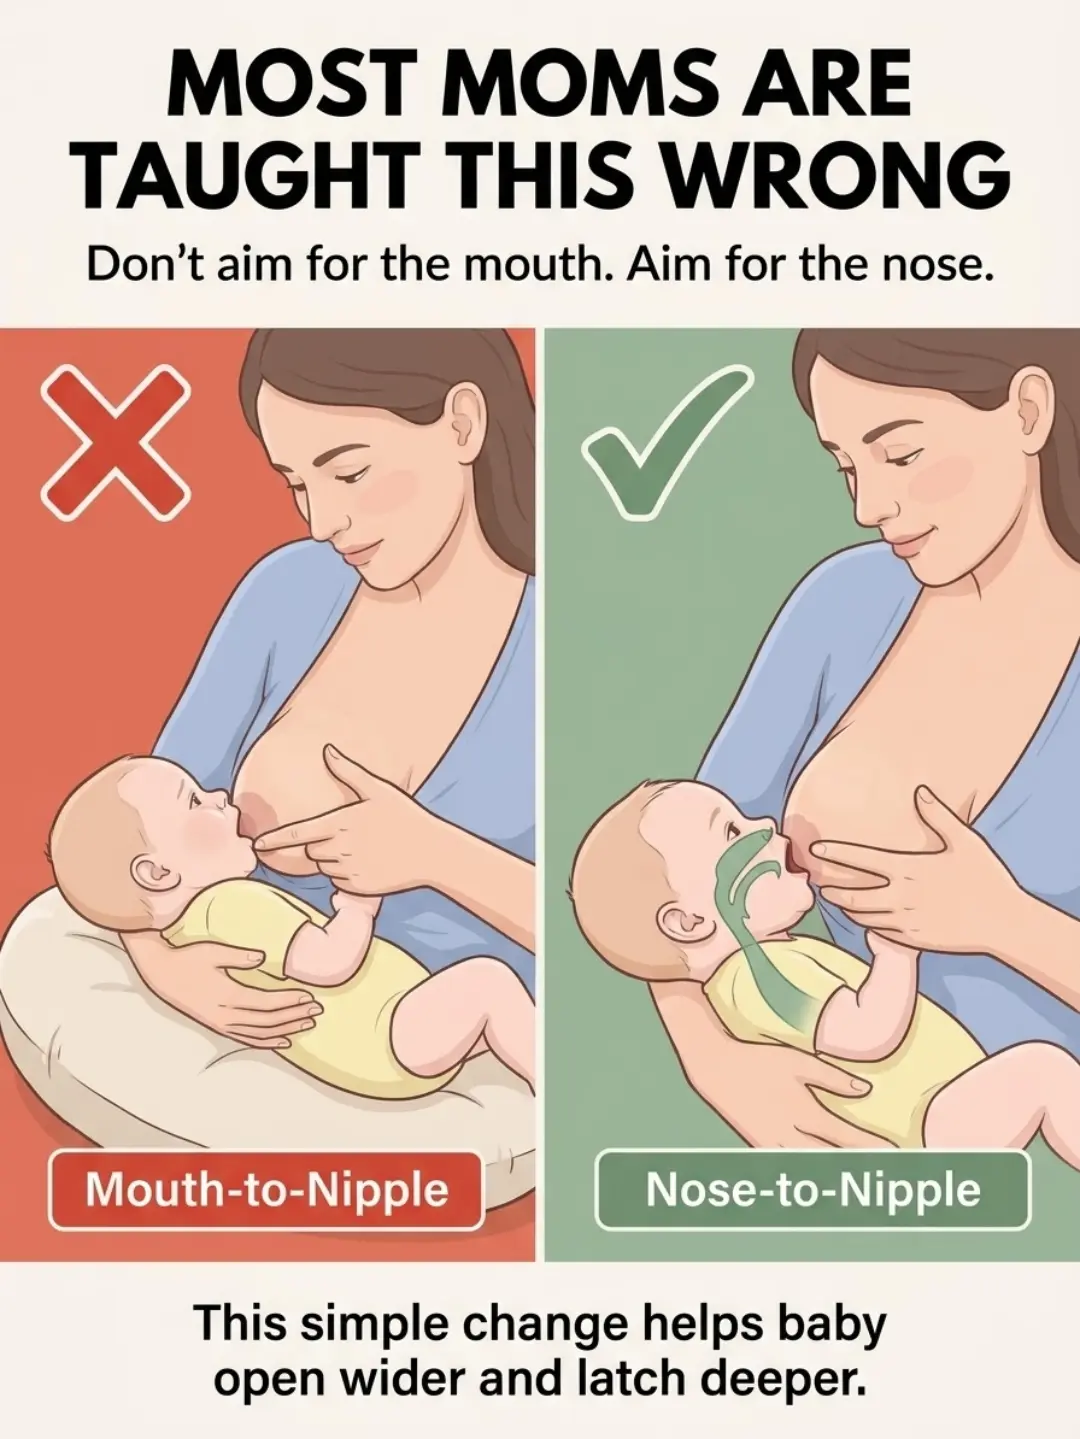 MOST MOMS ARE
TAUGHT THIS WRONG
Don't aim for the mouth. Aim for the nose.
Mouth-to-Nipple
Nose-to-Nipple
This simple change helps baby
open wider and latch deeper.